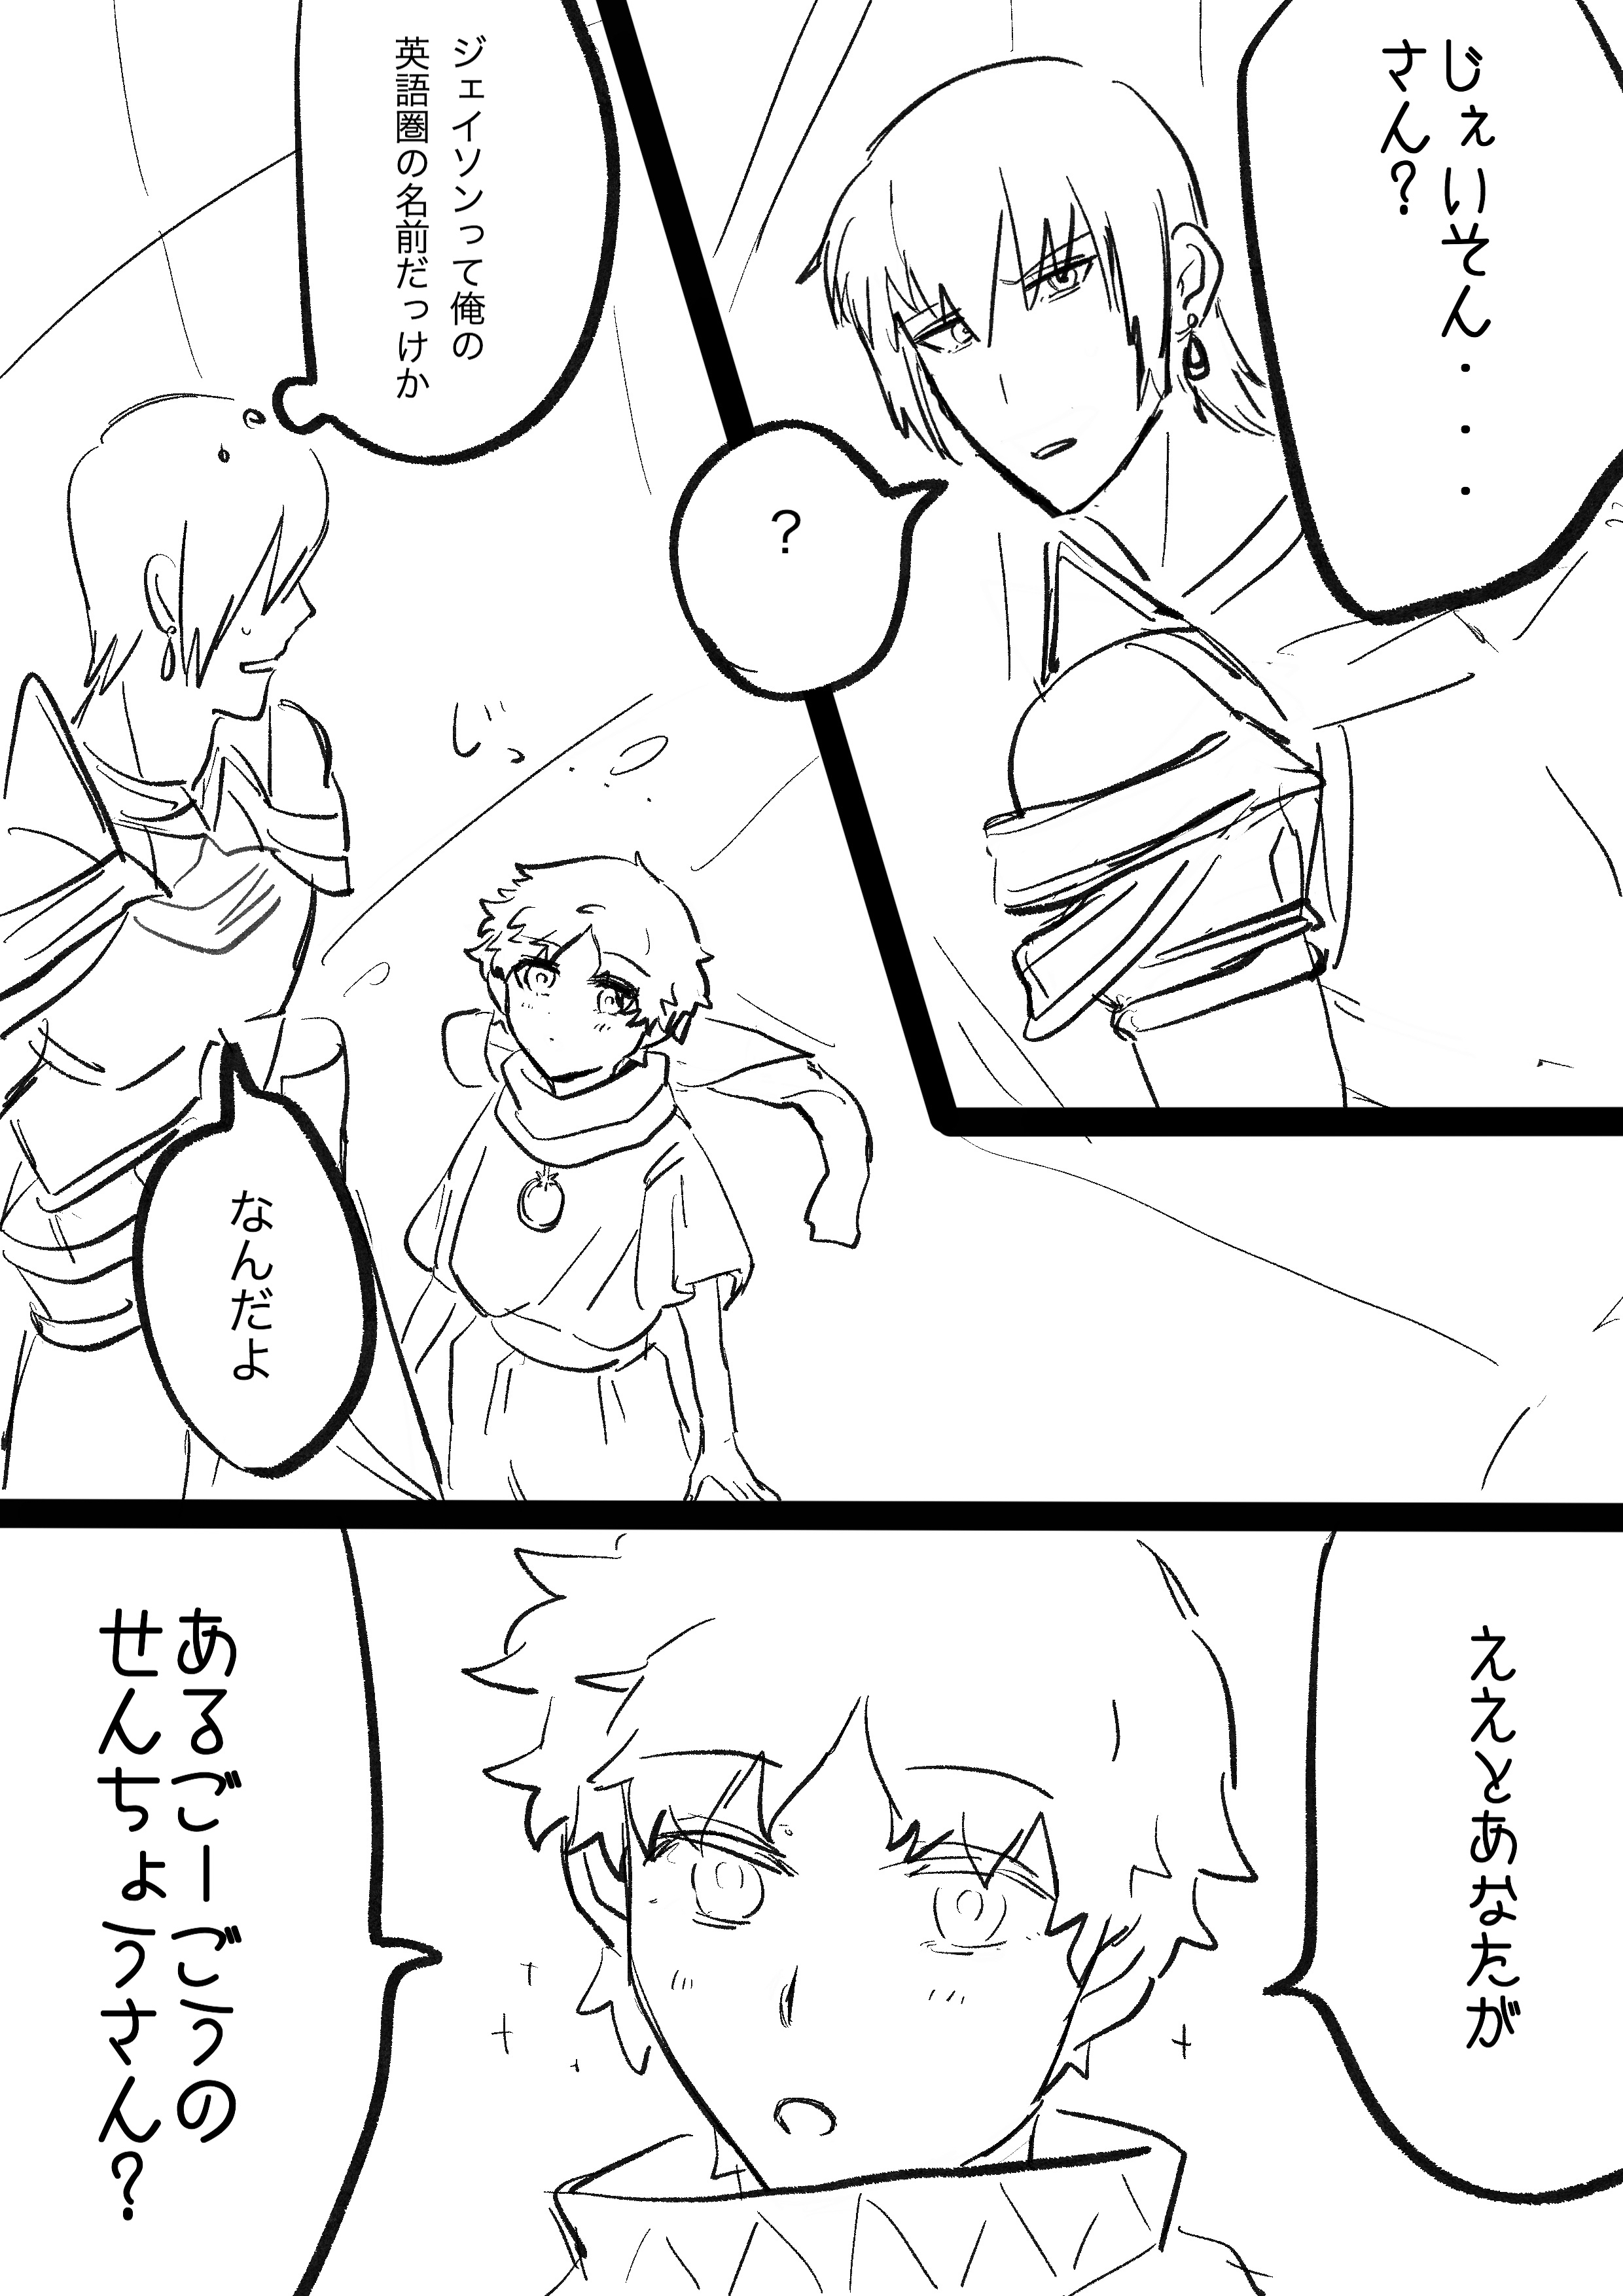 じぇいそん・・・
さん?
?
ジェイソンって俺の
英語圏の名前だっけか
じっ
なんだよ
ええとあなたが
あるごーごうの
せんちょうさん?